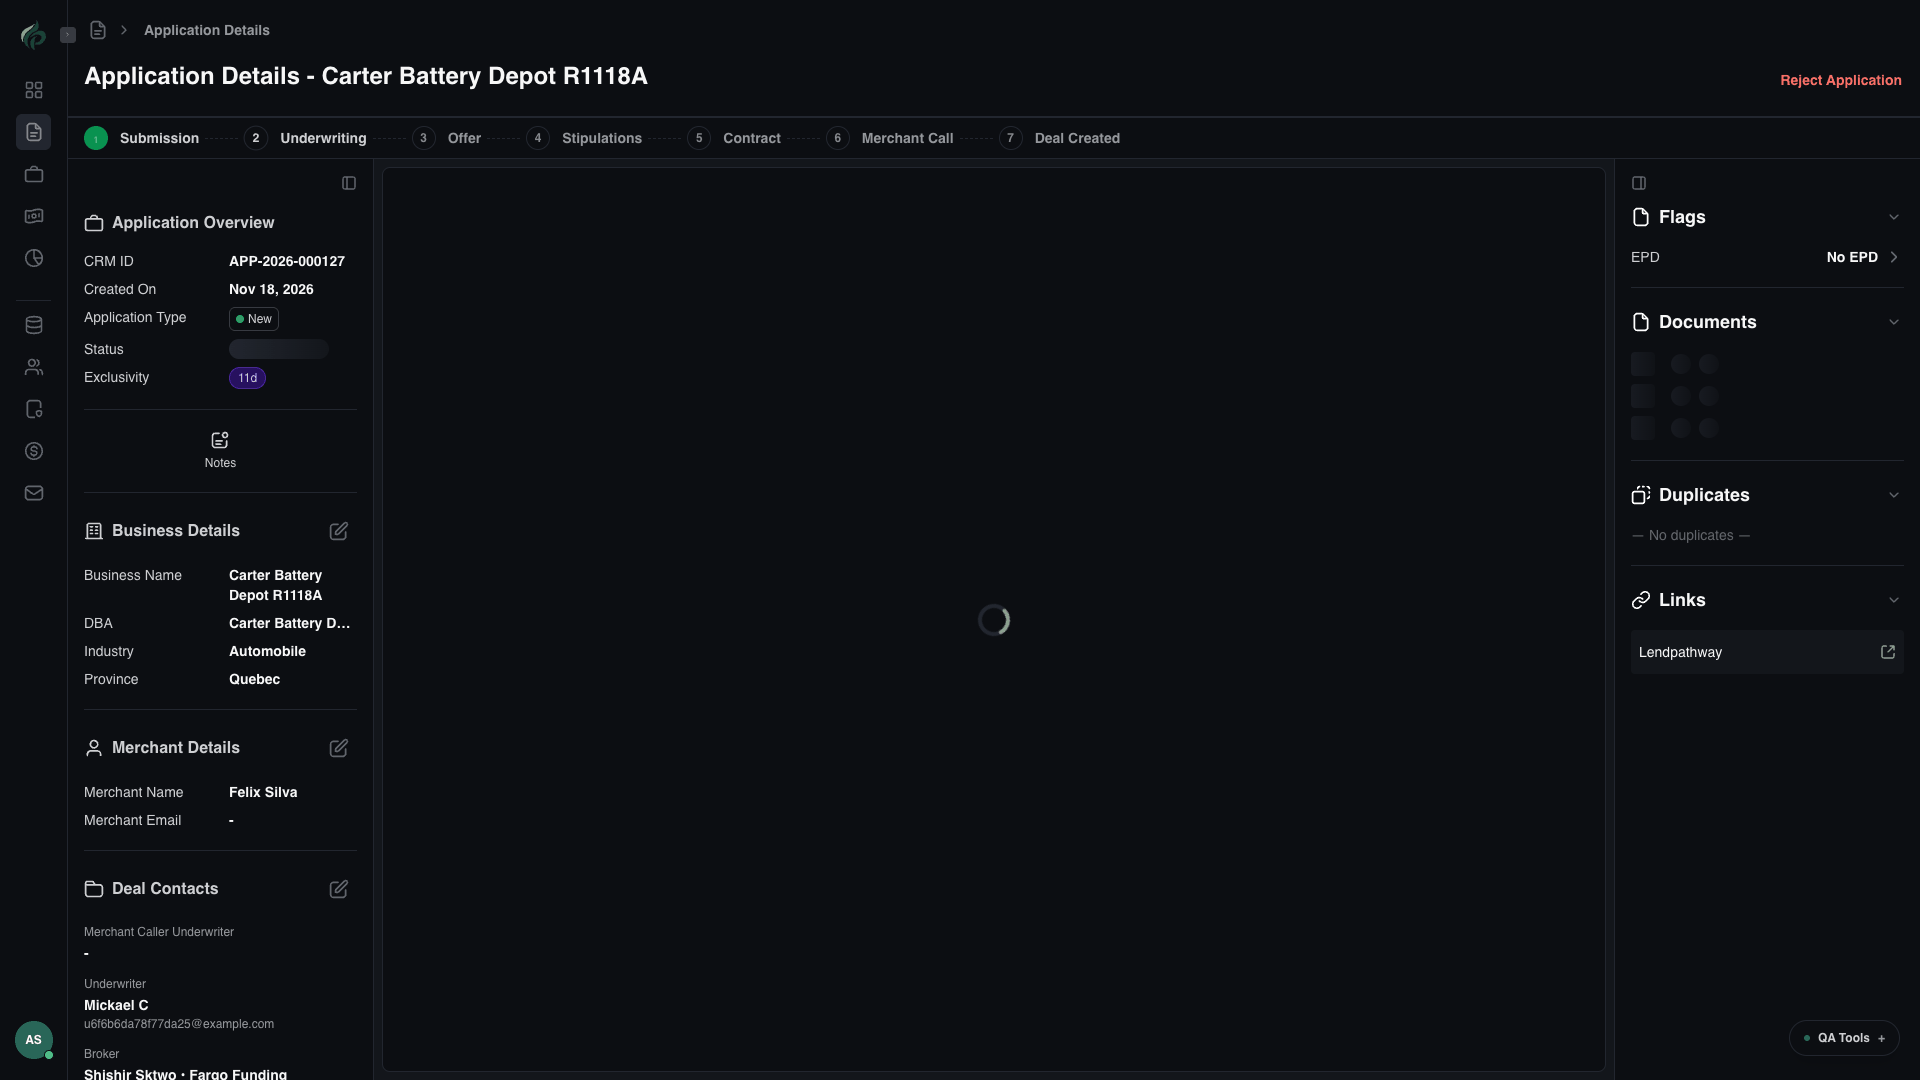 Application Details
Application Details - Carter Battery Depot R1118A
Reject Application
1 Submission
2 Underwriting
3 Offer
4 Stipulations
5 Contract
6 Merchant Call
7 Deal Created
Application Overview
CRM ID APP-2026-000127
Created On Nov 18, 2026
Application Type New
Status
Exclusivity 11d
Notes
Business Details
Business Name Carter Battery
Depot R1118A
DBA Carter Battery D...
Industry Automobile
Province Quebec
Merchant Details
Merchant Name Felix Silva
Merchant Email -
Deal Contacts
Merchant Caller Underwriter
-
Underwriter
Mickael C
u6f6b6da78f77da25@example.com
Broker
Shishir Sktwo • Fargo Funding
AS
Flags
EPD No EPD
Documents
Duplicates
— No duplicates —
Links
Lendpathway
QA Tools +